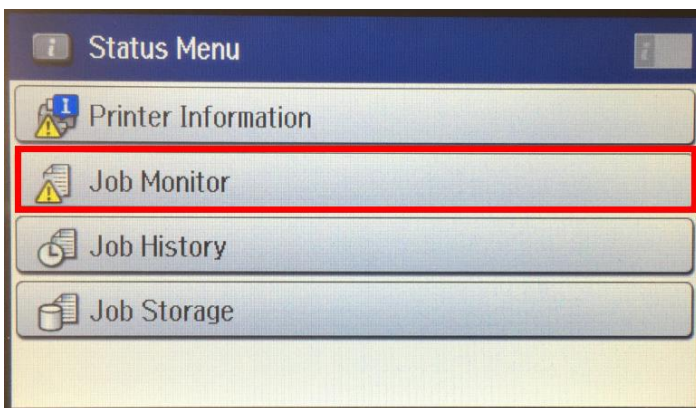 Status Menu
Printer Information
Job Monitor
Job History
Job Storage